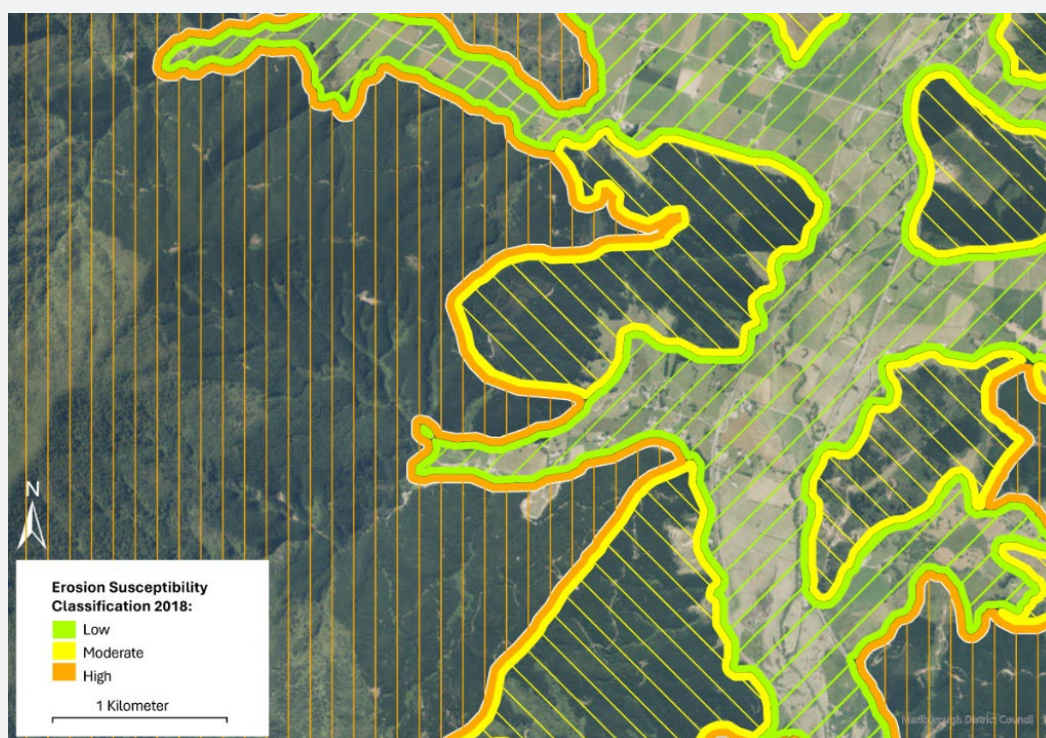 N
Erosion Susceptibility
Classification 2018:
Low
Moderate
High
1 Kilometer
Marlborough District Council